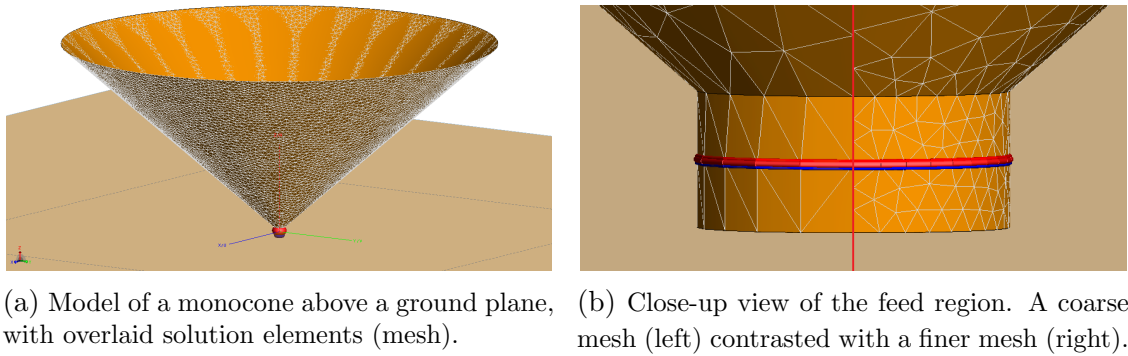 (a) Model of a monocone above a ground plane,
with overlaid solution elements (mesh).
(b) Close-up view of the feed region. A coarse
mesh (left) contrasted with a finer mesh (right).